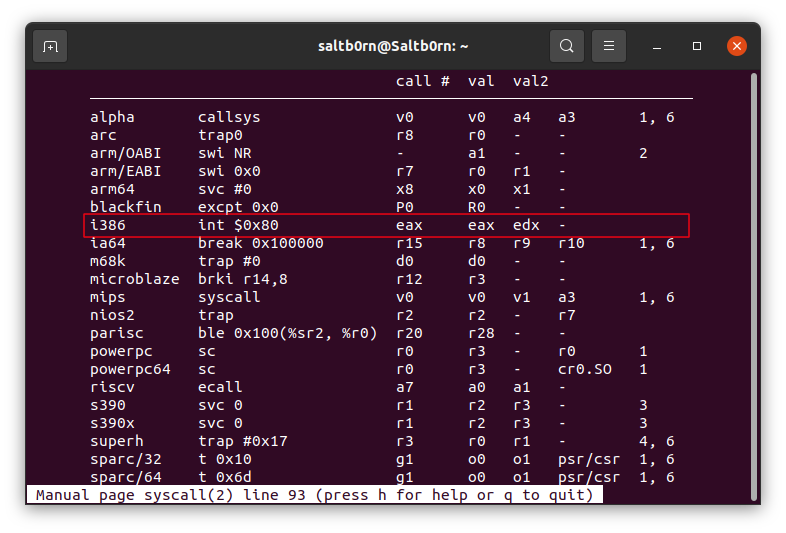 saltb0rn@Saltb0rn: ~
call # val val2
alpha callsys v0 v0 a4 a3 1, 6
arc trap0 r8 r0 - -
arm/OABI swi NR - a1 - - 2
arm/EABI swi 0x0 r7 r0 r1 -
arm64 svc #0 x8 x0 x1 -
blackfin excpt 0x0 P0 R0 - -
i386 int $0x80 eax eax edx -
ia64 break 0x100000 r15 r8 r9 r10 1, 6
m68k trap #0 d0 d0 - -
microblaze brki r14,8 r12 r3 - -
mips syscall v0 v0 v1 a3 1, 6
nios2 trap r2 r2 - r7
parisc ble 0x100(%sr2, %r0) r20 r28 - -
powerpc sc r0 r3 - r0 1
powerpc64 sc r0 r3 - cr0.SO 1
riscv ecall a7 a0 a1 -
s390 svc 0 r1 r2 r3 - 3
s390x svc 0 r1 r2 r3 - 3
superh trap #0x17 r3 r0 r1 - 4, 6
sparc/32 t 0x10 g1 o0 o1 psr/csr 1, 6
sparc/64 t 0x6d g1 o0 o1 psr/csr 1, 6
Manual page syscall(2) line 93 (press h for help or q to quit)